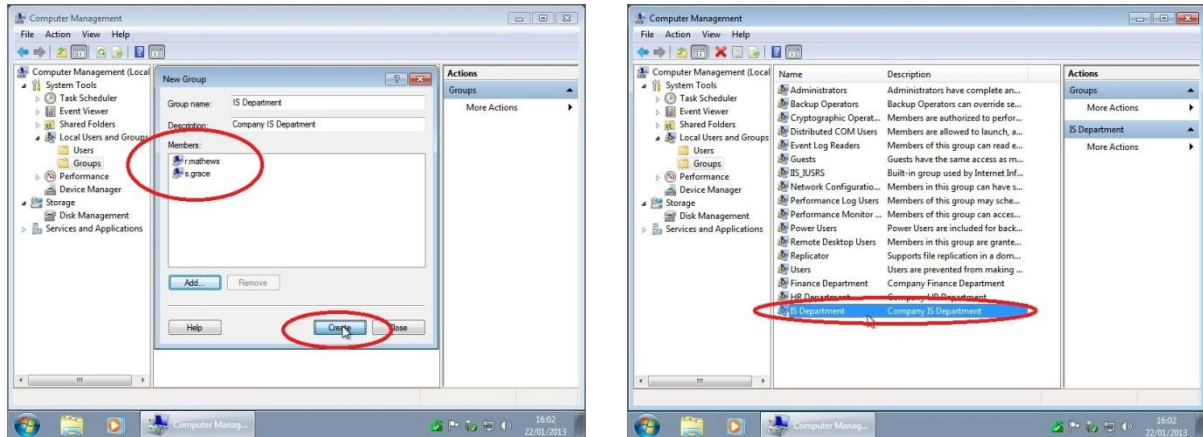 Computer Management
File Action View Help
Computer Management (Local
System Tools
Task Scheduler
Event Viewer
Shared Folders
Local Users and Groups
Users
Groups
Performance
Device Manager
Storage
Disk Management
Services and Applications
New Group
Group name: IS Department
Description: Company IS Department
Members:
r.mathews
s.grace
Add... Remove
Help Create Close
Actions
Groups
More Actions
Computer Manag...
16:02
22/01/2013
Computer Management
File Action View Help
Computer Management (Local
System Tools
Task Scheduler
Event Viewer
Shared Folders
Local Users and Groups
Users
Groups
Performance
Device Manager
Storage
Disk Management
Services and Applications
Name Description
Administrators Administrators have complete an...
Backup Operators Backup Operators can override se...
Cryptographic Operat... Members are authorized to perfor...
Distributed COM Users Members are allowed to launch, a...
Event Log Readers Members of this group can read e...
Guests Guests have the same access as m...
IIS_IUSRS Built-in group used by Internet Inf...
Network Configuratio... Members in this group can have s...
Performance Log Users Members of this group may sche...
Performance Monitor ... Members of this group can acces...
Power Users Power Users are included for back...
Remote Desktop Users Members in this group are grante...
Replicator Supports file replication in a dom...
Users Users are prevented from making ...
Finance Department Company Finance Department
HR Department Company HR Department
IS Department Company IS Department
Actions
Groups
More Actions
IS Department
More Actions
Computer Manag...
16:02
22/01/2013